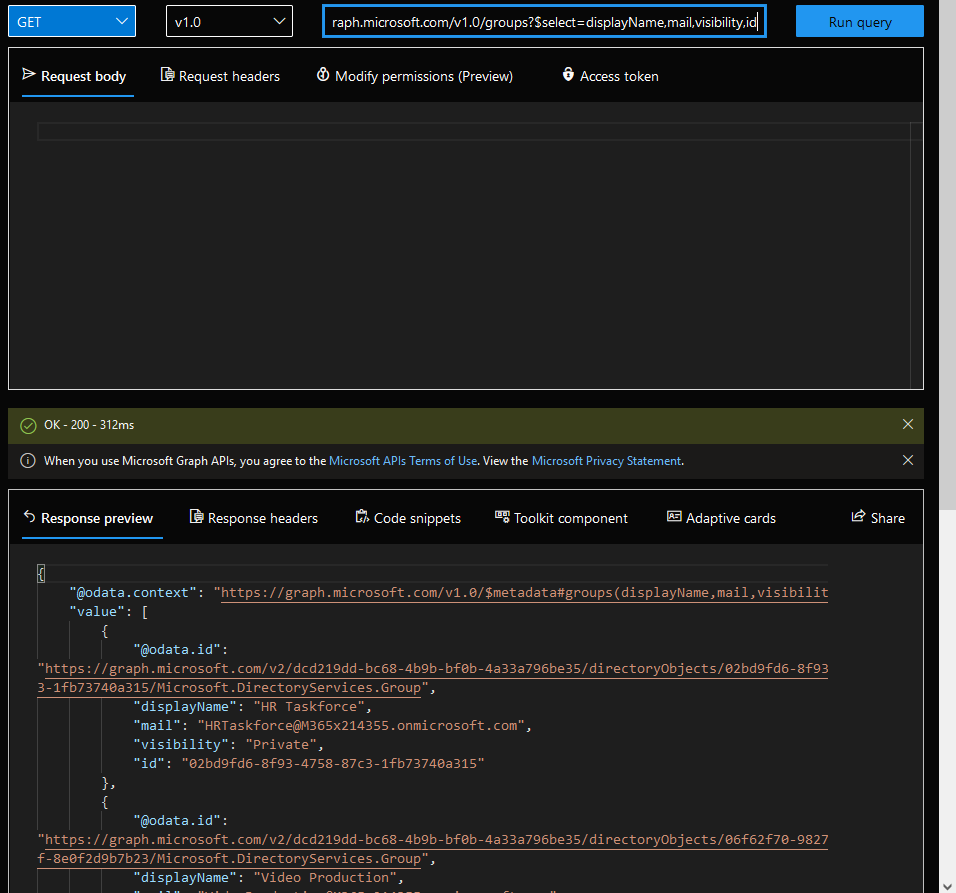 GET
v1.0
raph.microsoft.com/v1.0/groups?$select=displayName,mail,visibility,id
Run query
Request body
Request headers
Modify permissions (Preview)
Access token
OK - 200 - 312ms
When you use Microsoft Graph APIs, you agree to the Microsoft APIs Terms of Use. View the Microsoft Privacy Statement.
Response preview
Response headers
Code snippets
Toolkit component
Adaptive cards
Share
{
"@odata.context": "https://graph.microsoft.com/v1.0/$metadata#groups(displayName,mail,visibilit
"value": [
{
"@odata.id":
"https://graph.microsoft.com/v2/dcd219dd-bc68-4b9b-bf0b-4a33a796be35/directoryObjects/02bd9fd6-8f93
3-1fb73740a315/Microsoft.DirectoryServices.Group",
"displayName": "HR Taskforce",
"mail": "HRTaskforce@M365x214355.onmicrosoft.com",
"visibility": "Private",
"id": "02bd9fd6-8f93-4758-87c3-1fb73740a315"
},
{
"@odata.id":
"https://graph.microsoft.com/v2/dcd219dd-bc68-4b9b-bf0b-4a33a796be35/directoryObjects/06f62f70-9827
f-8e0f2d9b7b23/Microsoft.DirectoryServices.Group",
"displayName": "Video Production",